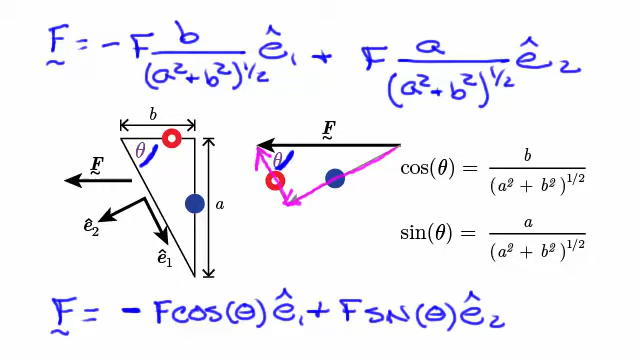 F = -F b/(a²+b²)^1/2 ê₁ + F a/(a²+b²)^1/2 ê₂
b
θ
F
a
ê₂
ê₁
F
θ
cos(θ) = b/(a² + b²)^1/2
sin(θ) = a/(a² + b²)^1/2
F = -Fcos(θ)ê₁ + FsN(θ)ê₂